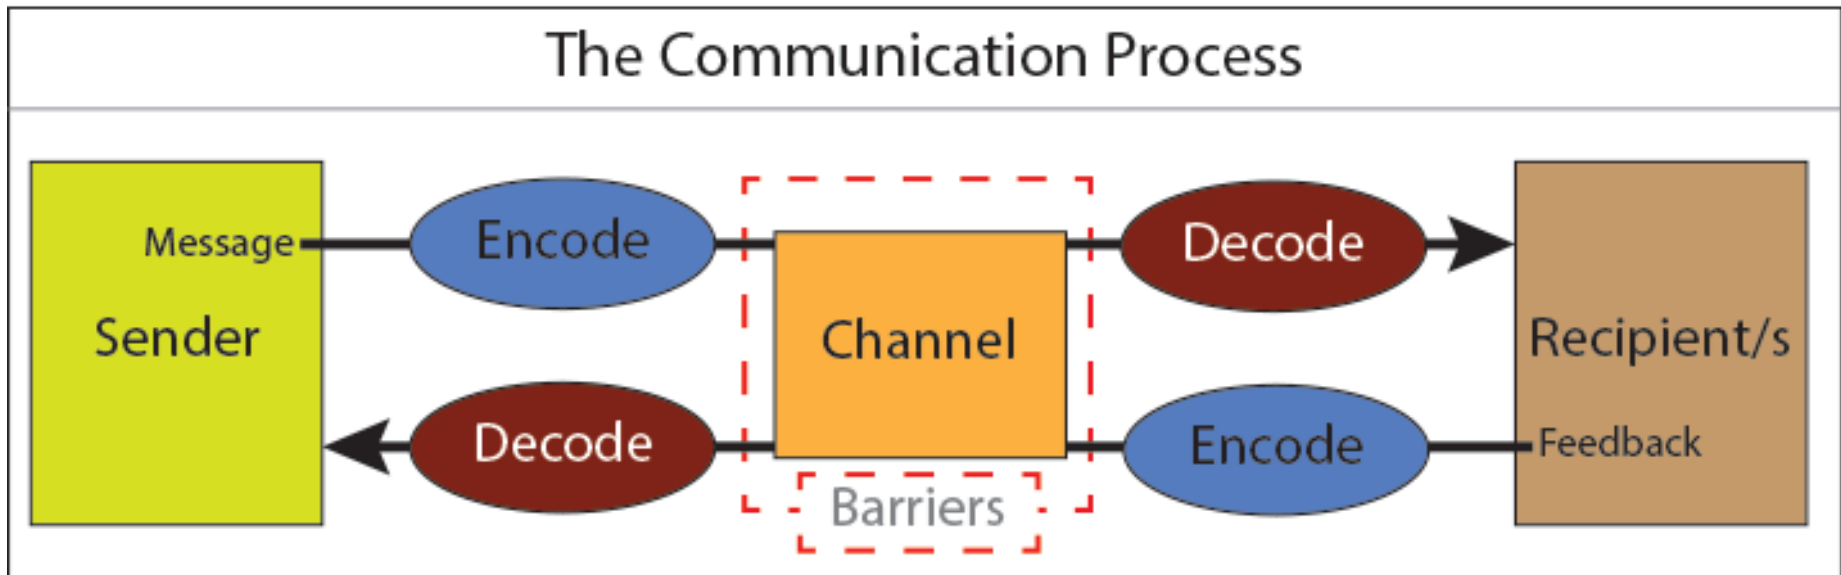 The Communication Process
Message
Encode
Decode
Sender
Channel
Recipient/s
Decode
Encode
Feedback
Barriers